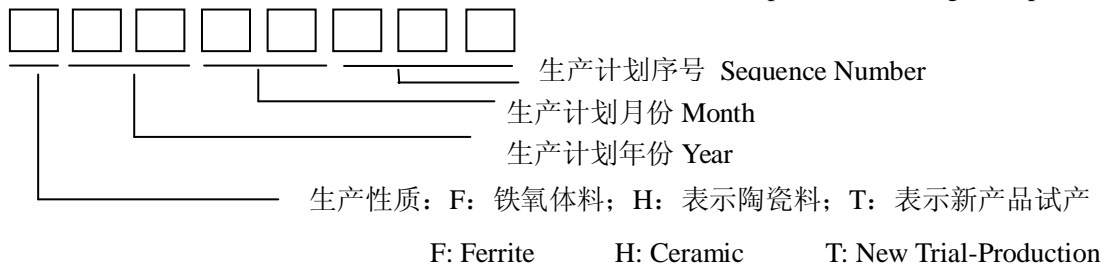 生产计划序号 Sequence Number
生产计划月份 Month
生产计划年份 Year
生产性质：F：铁氧体料；H：表示陶瓷料；T：表示新产品试产
F: Ferrite H: Ceramic T: New Trial-Production